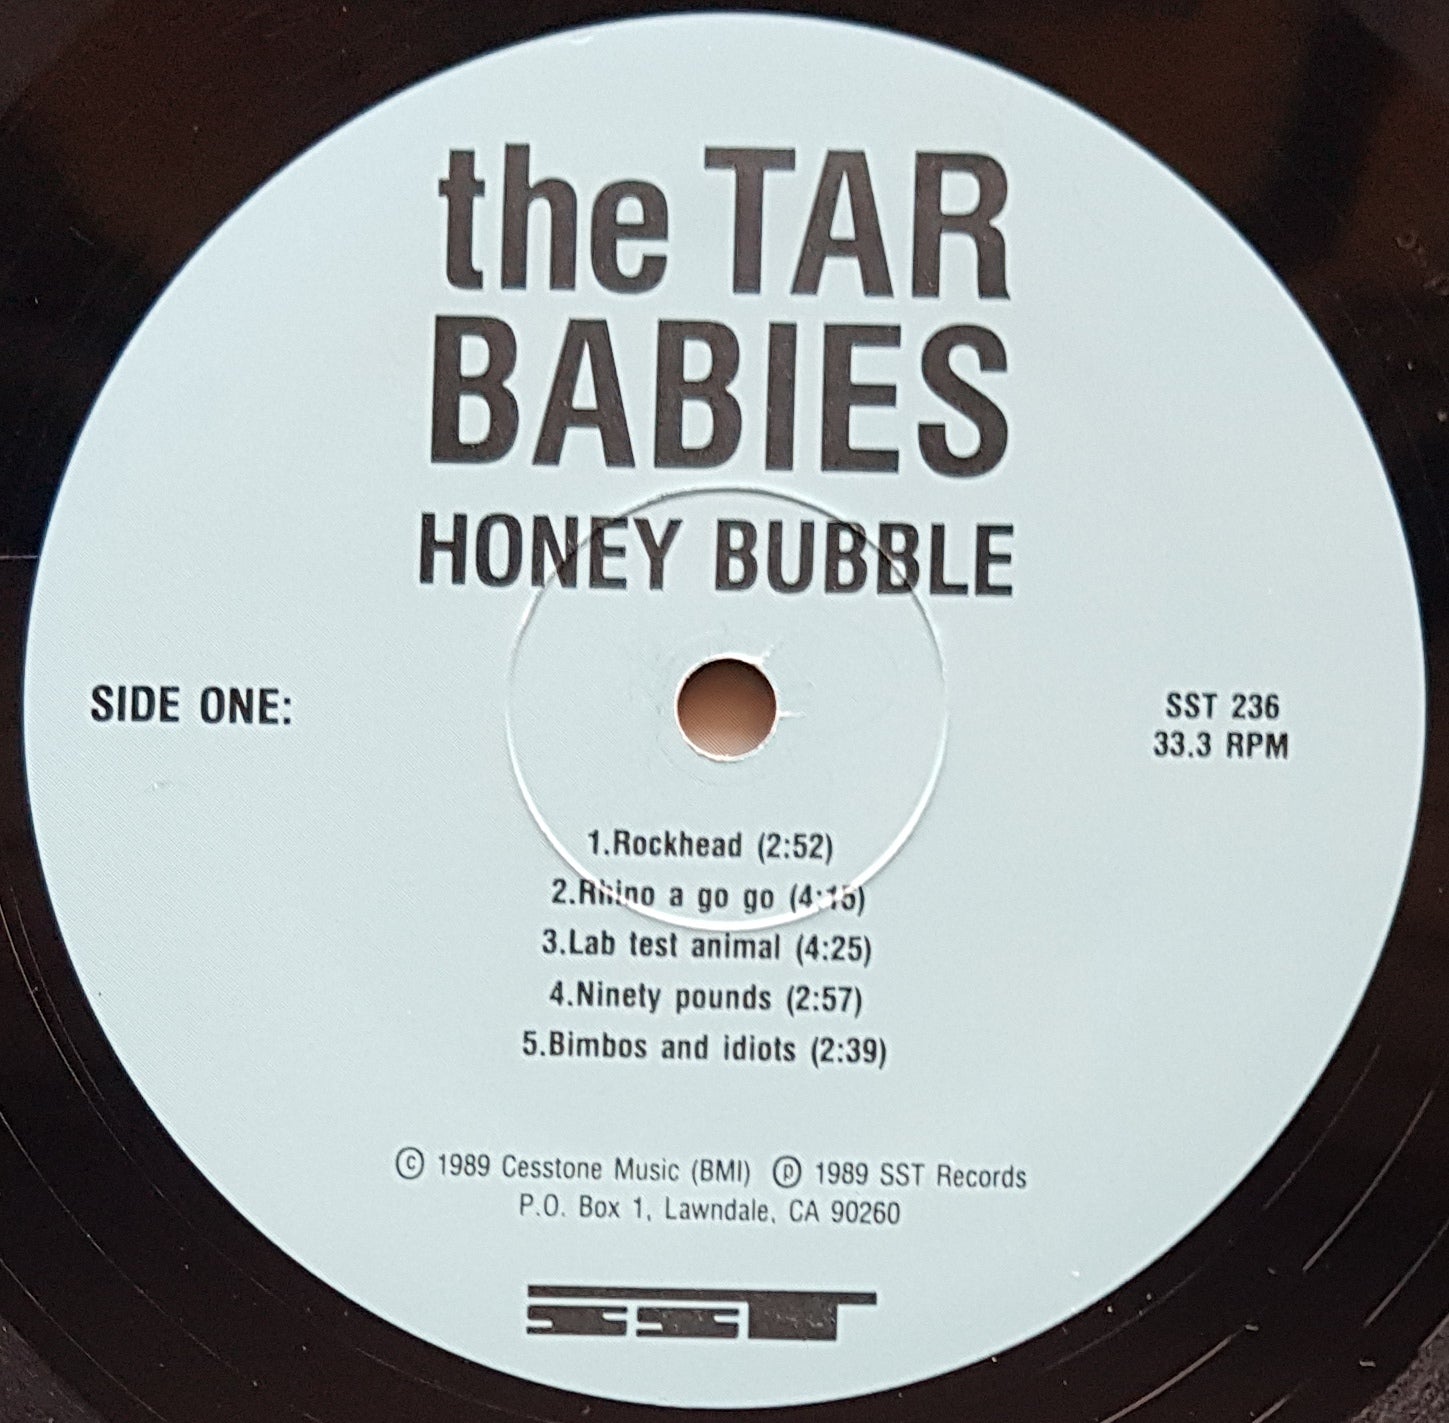 the TAR
BABIES
HONEY BUBBLE
SIDE ONE:
SST 236
33.3 RPM
1.Rockhead (2:52)
2.Rhino a go go (4:15)
3.Lab test animal (4:25)
4.Ninety pounds (2:57)
5.Bimbos and idiots (2:39)
© 1989 Cesstone Music (BMI) ℗ 1989 SST Records
P.O. Box 1, Lawndale, CA 90260
SST